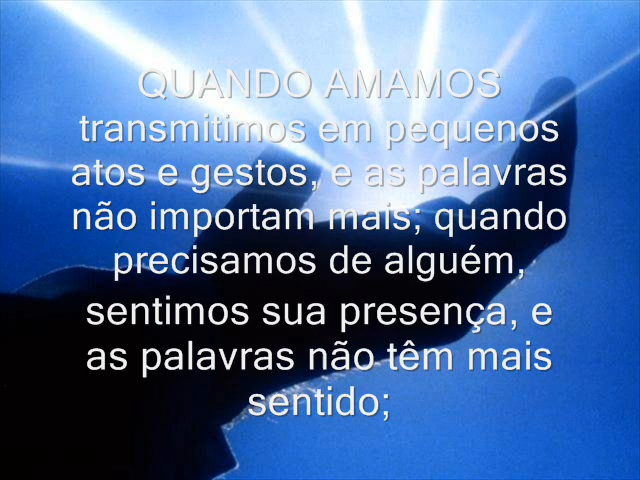 QUANDO AMAMOS
transmitimos em pequenos
atos e gestos, e as palavras
não importam mais; quando
precisamos de alguém,
sentimos sua presença, e
as palavras não têm mais
sentido;